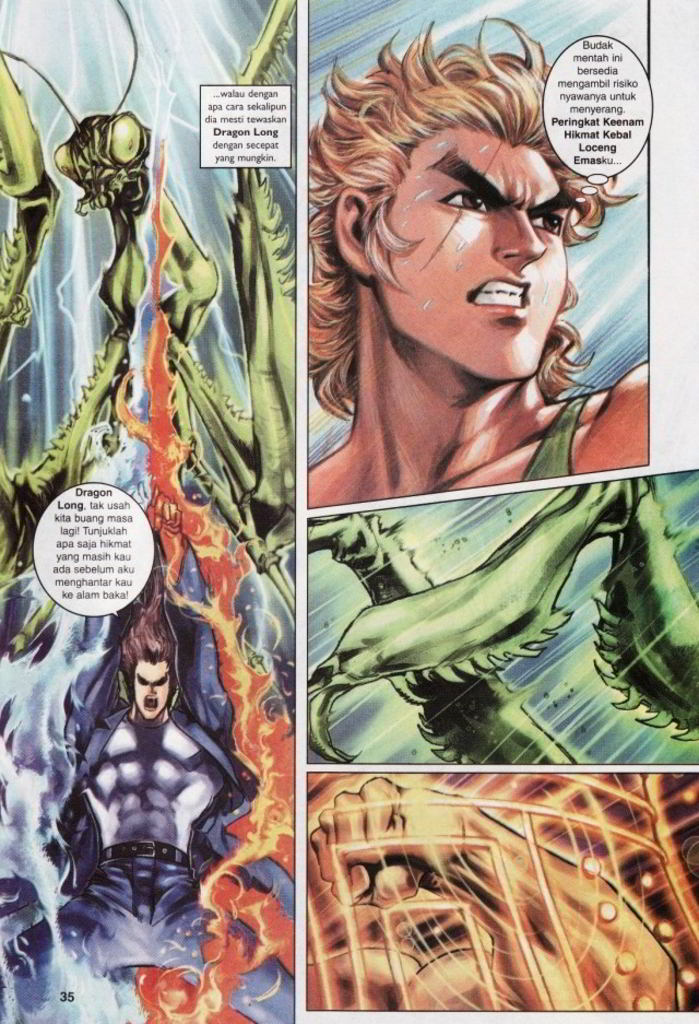 ...walau dengan
apa cara sekalipun
dia mesti tewaskan
Dragon Long
dengan secepat
yang mungkin.
Dragon
Long, tak usah
kita buang masa
lagi! Tunjuklah
apa saja hikmat
yang masih kau
ada sebelum aku
menghantar kau
ke alam baka!
Budak
mentah ini
bersedia
mengambil risiko
nyawanya untuk
menyerang.
Peringkat Keenam
Hikmat Kebal
Loceng
Emasku...
35